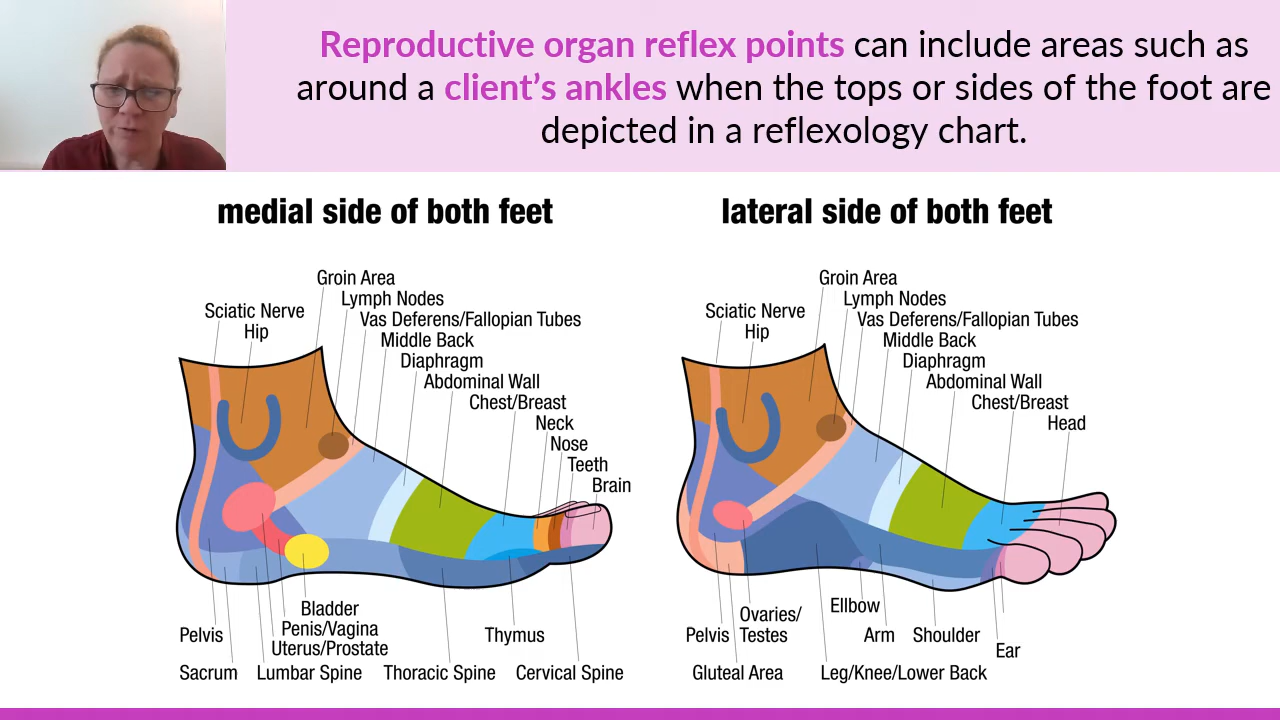 Reproductive organ reflex points can include areas such as
around a client’s ankles when the tops or sides of the foot are
depicted in a reflexology chart.
medial side of both feet
Groin Area
Lymph Nodes
Sciatic Nerve
Vas Deferens/Fallopian Tubes
Hip
Middle Back
Diaphragm
Abdominal Wall
Chest/Breast
Neck
Nose
Teeth
Brain
Bladder
Penis/Vagina
Pelvis
Thymus
Uterus/Prostate
Sacrum
Lumbar Spine
Thoracic Spine
Cervical Spine
lateral side of both feet
Groin Area
Lymph Nodes
Sciatic Nerve
Vas Deferens/Fallopian Tubes
Hip
Middle Back
Diaphragm
Abdominal Wall
Chest/Breast
Head
Ellbow
Ovaries/
Testes
Pelvis
Arm
Shoulder
Ear
Gluteal Area
Leg/Knee/Lower Back